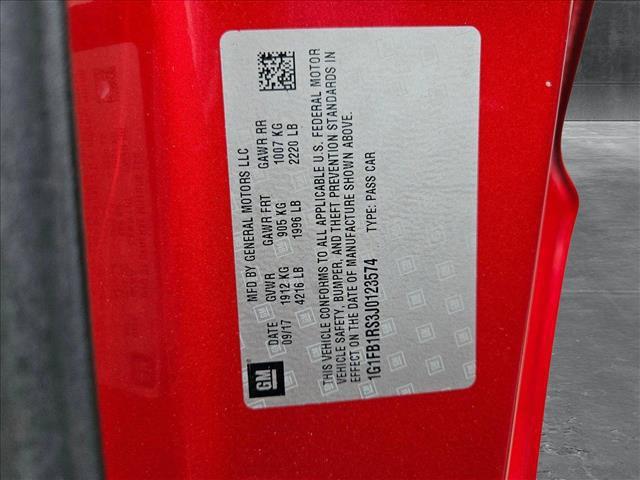 MFD BY GENERAL MOTORS LLC
DATE GVWR GAWR FRT GAWR RR
09/17 1912 KG 905 KG 1007 KG
4216 LB 1996 LB 2220 LB
GM
THIS VEHICLE CONFORMS TO ALL APPLICABLE U.S. FEDERAL MOTOR
VEHICLE SAFETY, BUMPER, AND THEFT PREVENTION STANDARDS IN
EFFECT ON THE DATE OF MANUFACTURE SHOWN ABOVE.
1G1FB1RS3J0123574 TYPE: PASS CAR